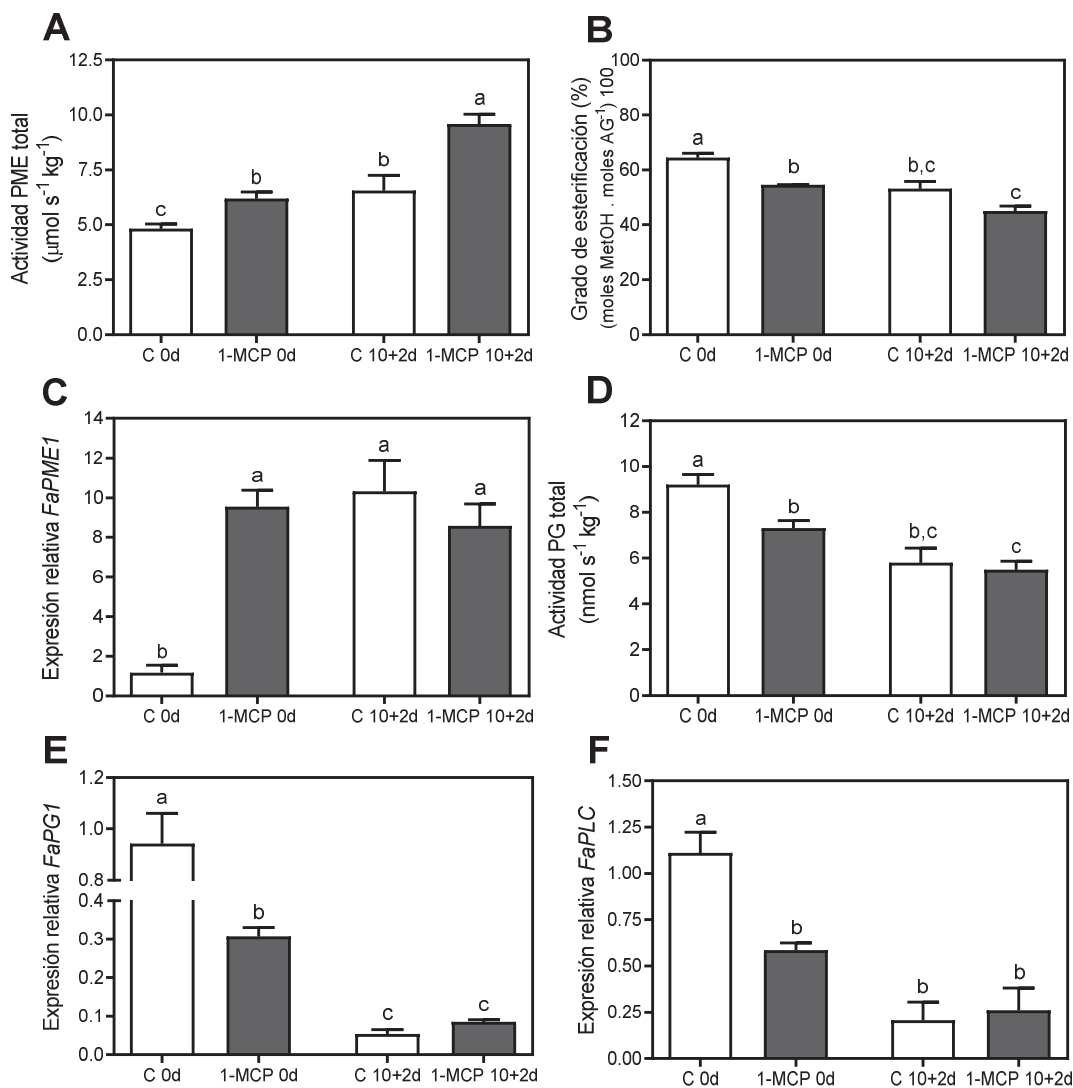 A
Actividad PME total
(μmol s⁻¹ kg⁻¹)
12.5
10.0
7.5
5.0
2.5
0.0
c
b
b
a
C 0d
1-MCP 0d
C 10+2d
1-MCP 10+2d
B
Grado de esterificación (%)
(moles MetOH . moles AG⁻¹) 100
100
80
60
40
20
0
a
b
b,c
c
C 0d
1-MCP 0d
C 10+2d
1-MCP 10+2d
C
Expresión relativa FaPME1
14
12
10
8
6
4
2
0
b
a
a
a
C 0d
1-MCP 0d
C 10+2d
1-MCP 10+2d
D
Actividad PG total
(nmol s⁻¹ kg⁻¹)
12
10
8
6
4
2
0
a
b
b,c
c
C 0d
1-MCP 0d
C 10+2d
1-MCP 10+2d
E
Expresión relativa FaPG1
1.2
1.0
0.8
0.4
0.3
0.2
0.1
0.0
a
b
c
c
C 0d
1-MCP 0d
C 10+2d
1-MCP 10+2d
F
Expresión relativa FaPLC
1.50
1.25
1.00
0.75
0.50
0.25
0.00
a
b
b
b
C 0d
1-MCP 0d
C 10+2d
1-MCP 10+2d